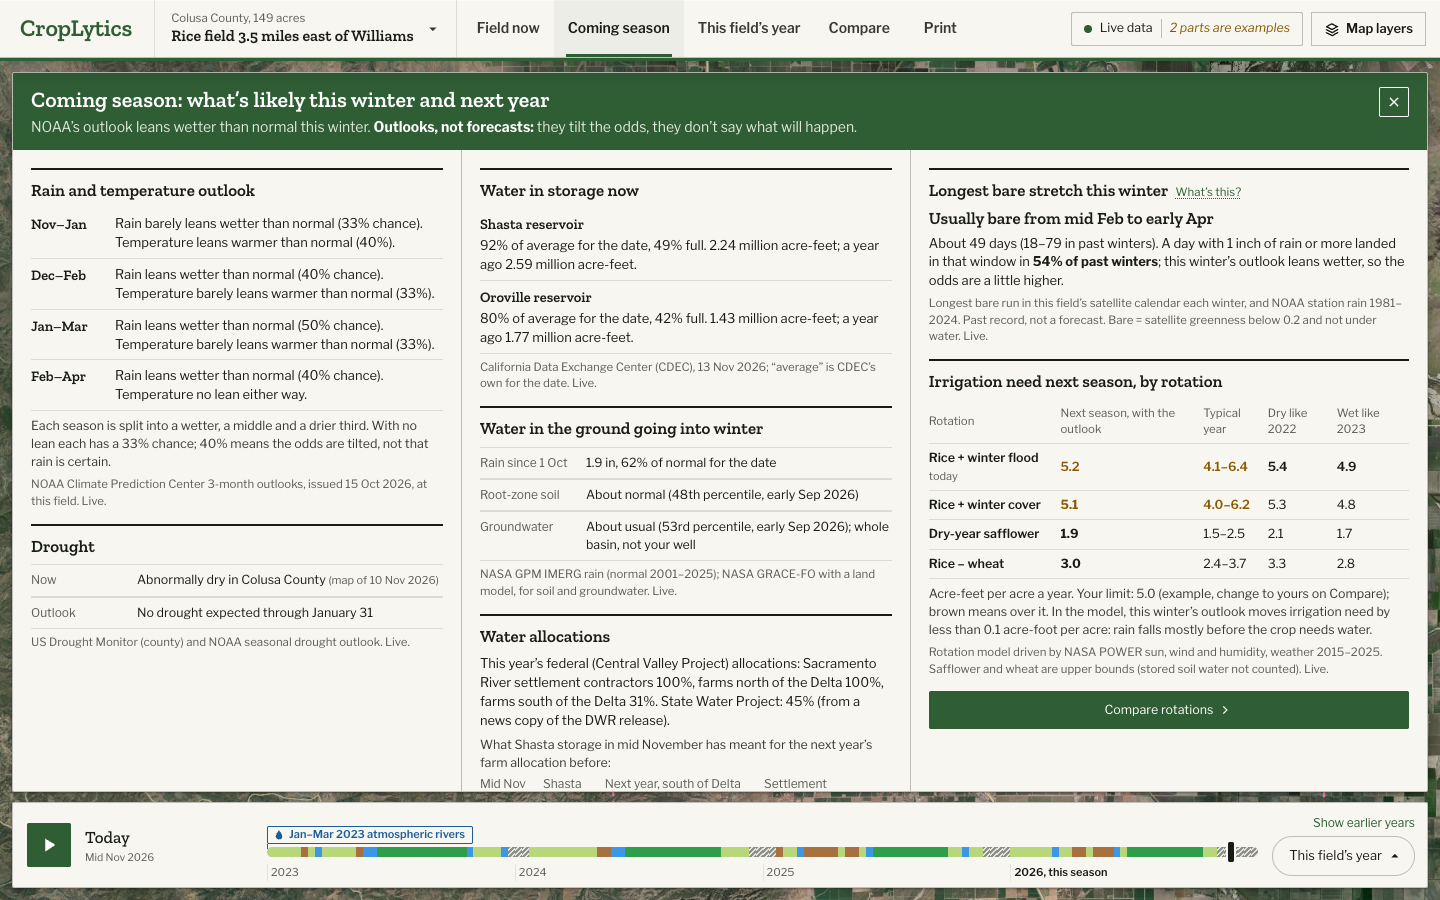 CropLytics
Colusa County, 149 acres
Rice field 3.5 miles east of Williams
Field now
Coming season
This field's year
Compare
Print
Live data
2 parts are examples
Map layers
Coming season: what's likely this winter and next year
NOAA's outlook leans wetter than normal this winter. Outlooks, not forecasts: they tilt the odds, they don't say what will happen.
Rain and temperature outlook
Nov–Jan
Rain barely leans wetter than normal (33% chance).
Temperature leans warmer than normal (40%).
Dec–Feb
Rain leans wetter than normal (40% chance).
Temperature barely leans warmer than normal (33%).
Jan–Mar
Rain leans wetter than normal (50% chance).
Temperature barely leans warmer than normal (33%).
Feb–Apr
Rain leans wetter than normal (40% chance).
Temperature no lean either way.
Each season is split into a wetter, a middle and a drier third. With no
lean each has a 33% chance; 40% means the odds are tilted, not that
rain is certain.
NOAA Climate Prediction Center 3-month outlooks, issued 15 Oct 2026, at
this field. Live.
Drought
Now
Abnormally dry in Colusa County (map of 10 Nov 2026)
Outlook
No drought expected through January 31
US Drought Monitor (county) and NOAA seasonal drought outlook. Live.
Water in storage now
Shasta reservoir
92% of average for the date, 49% full. 2.24 million acre-feet; a year
ago 2.59 million acre-feet.
Oroville reservoir
80% of average for the date, 42% full. 1.43 million acre-feet; a year
ago 1.77 million acre-feet.
California Data Exchange Center (CDEC), 13 Nov 2026; "average" is CDEC's
own for the date. Live.
Water in the ground going into winter
Rain since 1 Oct
1.9 in, 62% of normal for the date
Root-zone soil
About normal (48th percentile, early Sep 2026)
Groundwater
About usual (53rd percentile, early Sep 2026); whole
basin, not your well
NASA GPM IMERG rain (normal 2001–2025); NASA GRACE-FO with a land
model, for soil and groundwater. Live.
Water allocations
This year's federal (Central Valley Project) allocations: Sacramento
River settlement contractors 100%, farms north of the Delta 100%,
farms south of the Delta 31%. State Water Project: 45% (from a
news copy of the DWR release).
What Shasta storage in mid November has meant for the next year's
farm allocation before:
Mid Nov Shasta Next year, south of Delta Settlement
Longest bare stretch this winter What's this?
Usually bare from mid Feb to early Apr
About 49 days (18–79 in past winters). A day with 1 inch of rain or more landed
in that window in 54% of past winters; this winter's outlook leans wetter, so the
odds are a little higher.
Longest bare run in this field's satellite calendar each winter, and NOAA station rain 1981–
2024. Past record, not a forecast. Bare = satellite greenness below 0.2 and not under
water. Live.
Irrigation need next season, by rotation
Rotation
Next season, with the
outlook
Typical
year
Dry like
2022
Wet like
2023
Rice + winter flood
today
5.2
4.1–6.4
5.4
4.9
Rice + winter cover
5.1
4.0–6.2
5.3
4.8
Dry-year safflower
1.9
1.5–2.5
2.1
1.7
Rice – wheat
3.0
2.4–3.7
3.3
2.8
Acre-feet per acre a year. Your limit: 5.0 (example, change to yours on Compare);
brown means over it. In the model, this winter's outlook moves irrigation need by
less than 0.1 acre-foot per acre: rain falls mostly before the crop needs water.
Rotation model driven by NASA POWER sun, wind and humidity, weather 2015–2025.
Safflower and wheat are upper bounds (stored soil water not counted). Live.
Compare rotations
Today
Mid Nov 2026
Jan–Mar 2023 atmospheric rivers
2023
2024
2025
2026, this season
Show earlier years
This field's year